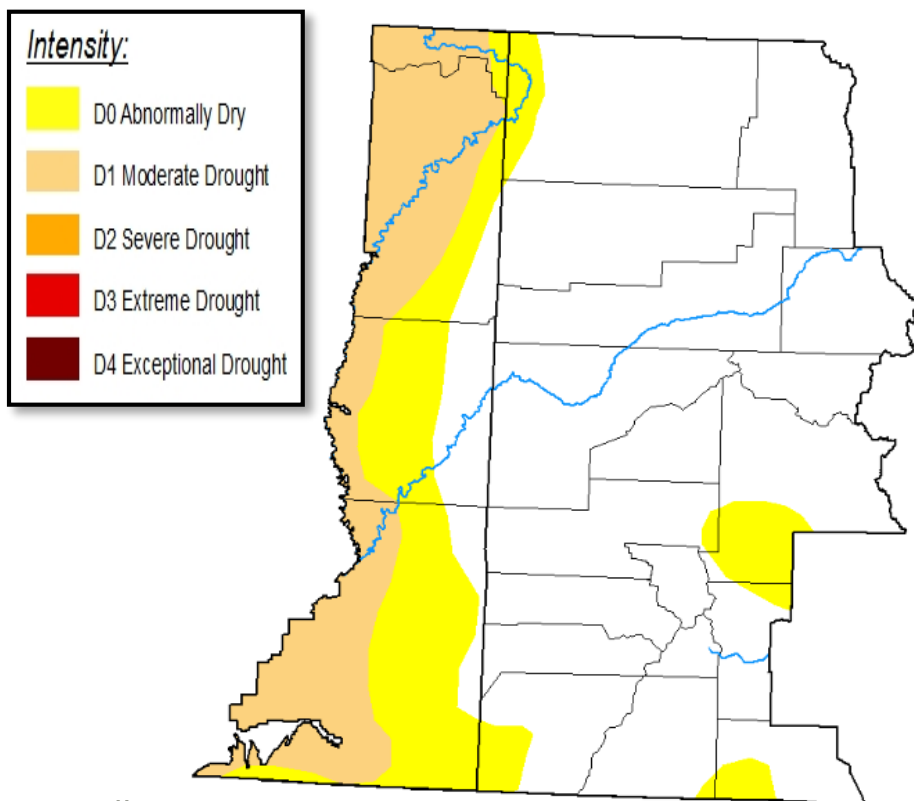 Intensity:
D0 Abnormally Dry
D1 Moderate Drought
D2 Severe Drought
D3 Extreme Drought
D4 Exceptional Drought